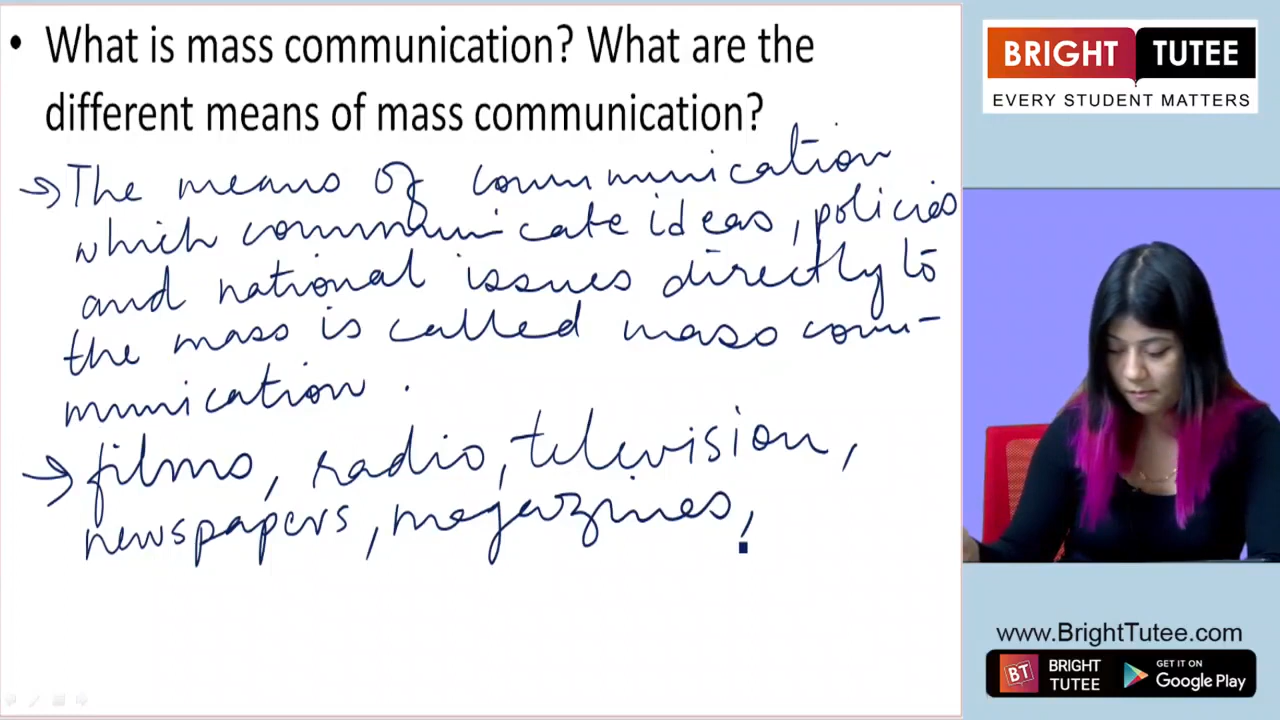 • What is mass communication? What are the
different means of mass communication?
→ The means of communication
which communicate ideas, policies
and national issues directly to
the mass is called mass com-
munication.
→ films, radio, television,
newspapers, magazines,
BRIGHT TUTEE
EVERY STUDENT MATTERS
www.BrightTutee.com
BT
BRIGHT
TUTEE
GET IT ON
Google Play